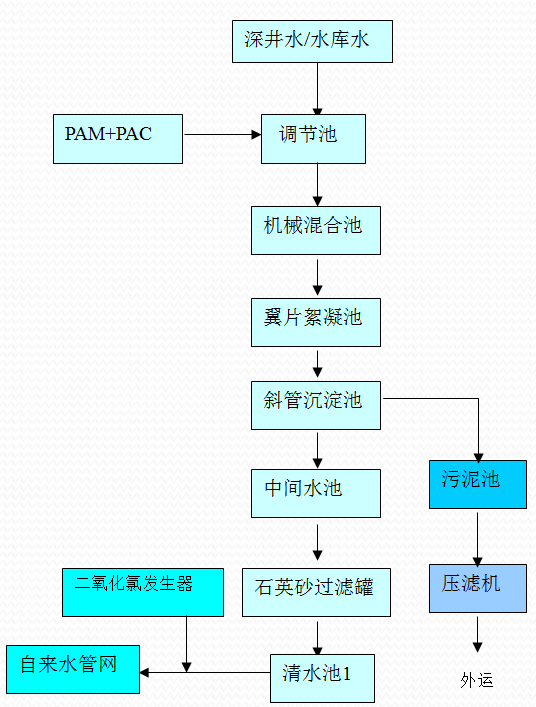 深井水/水库水
PAM+PAC
调节池
机械混合池
翼片絮凝池
斜管沉淀池
中间水池
污泥池
二氧化氯发生器
石英砂过滤罐
压滤机
自来水管网
清水池1
外运